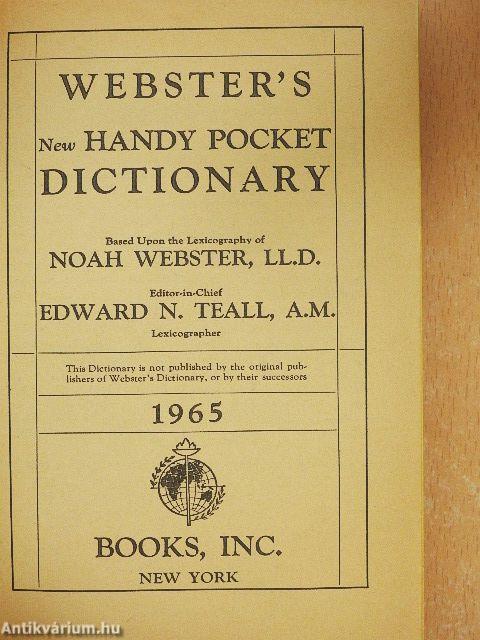 WEBSTER'S
New HANDY POCKET
DICTIONARY
Based Upon the Lexicography of
NOAH WEBSTER, LL.D.
Editor-in-Chief
EDWARD N. TEALL, A.M.
Lexicographer
This Dictionary is not published by the original pub-
lishers of Webster's Dictionary, or by their successors
1965
BOOKS, INC.
NEW YORK
Antikvárium.hu